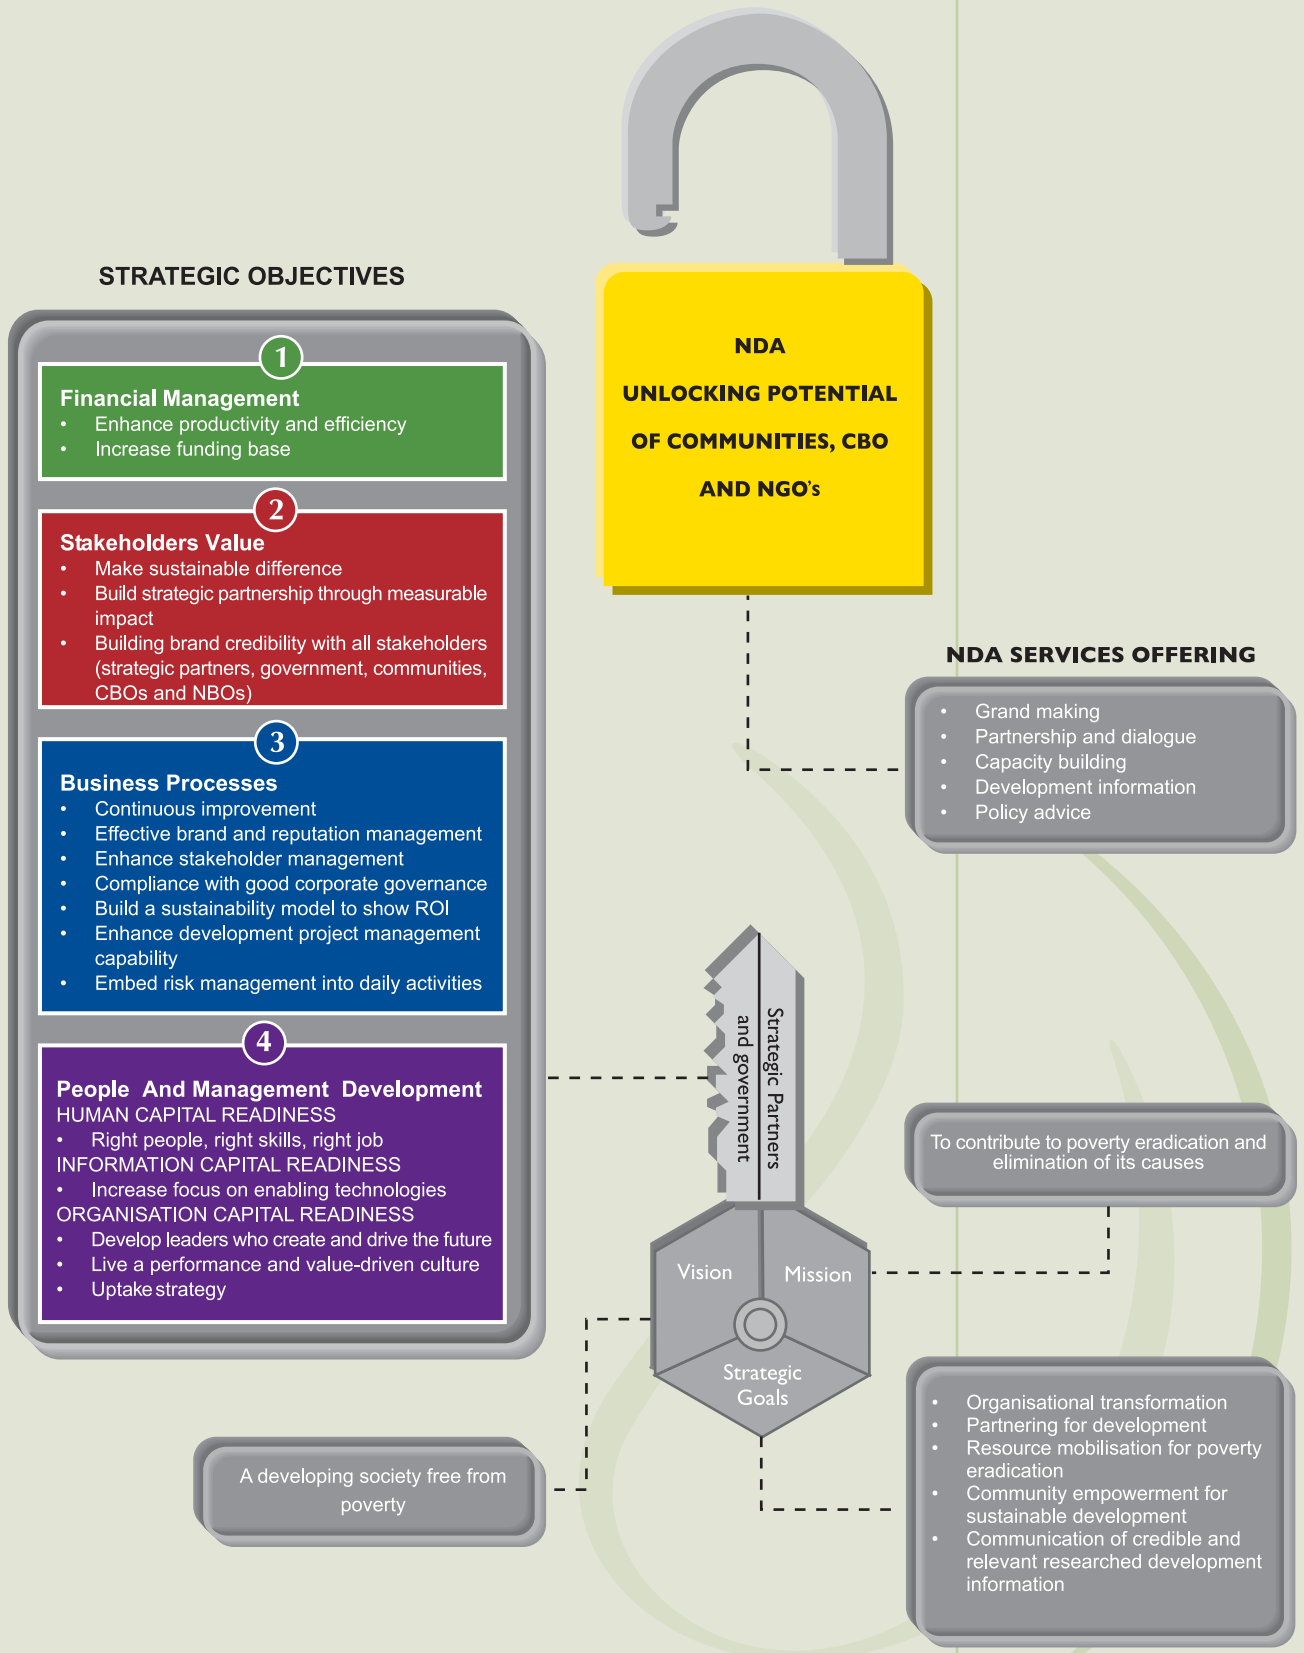 STRATEGIC OBJECTIVES
1
Financial Management
• Enhance productivity and efficiency
• Increase funding base
2
Stakeholders Value
• Make sustainable difference
• Build strategic partnership through measurable
impact
• Building brand credibility with all stakeholders
(strategic partners, government, communities,
CBOs and NBOs)
3
Business Processes
• Continuous improvement
• Effective brand and reputation management
• Enhance stakeholder management
• Compliance with good corporate governance
• Build a sustainability model to show ROI
• Enhance development project management
capability
• Embed risk management into daily activities
4
People And Management Development
HUMAN CAPITAL READINESS
• Right people, right skills, right job
INFORMATION CAPITAL READINESS
• Increase focus on enabling technologies
ORGANISATION CAPITAL READINESS
• Develop leaders who create and drive the future
• Live a performance and value-driven culture
• Uptake strategy
NDA
UNLOCKING POTENTIAL
OF COMMUNITIES, CBO
AND NGO's
NDA SERVICES OFFERING
• Grand making
• Partnership and dialogue
• Capacity building
• Development information
• Policy advice
Strategic Partners
and government
Vision
Mission
Strategic
Goals
To contribute to poverty eradication and
elimination of its causes
A developing society free from
poverty
• Organisational transformation
• Partnering for development
• Resource mobilisation for poverty
eradication
• Community empowerment for
sustainable development
• Communication of credible and
relevant researched development
information